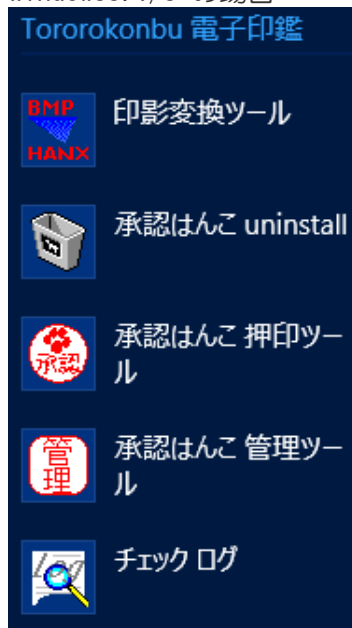 Tororokonbu 電子印鑑
BMP
HANX
印影変換ツール
承認はんこ uninstall
承認
承認はんこ 押印ツー
ル
管
理
承認はんこ 管理ツー
ル
チェック ログ